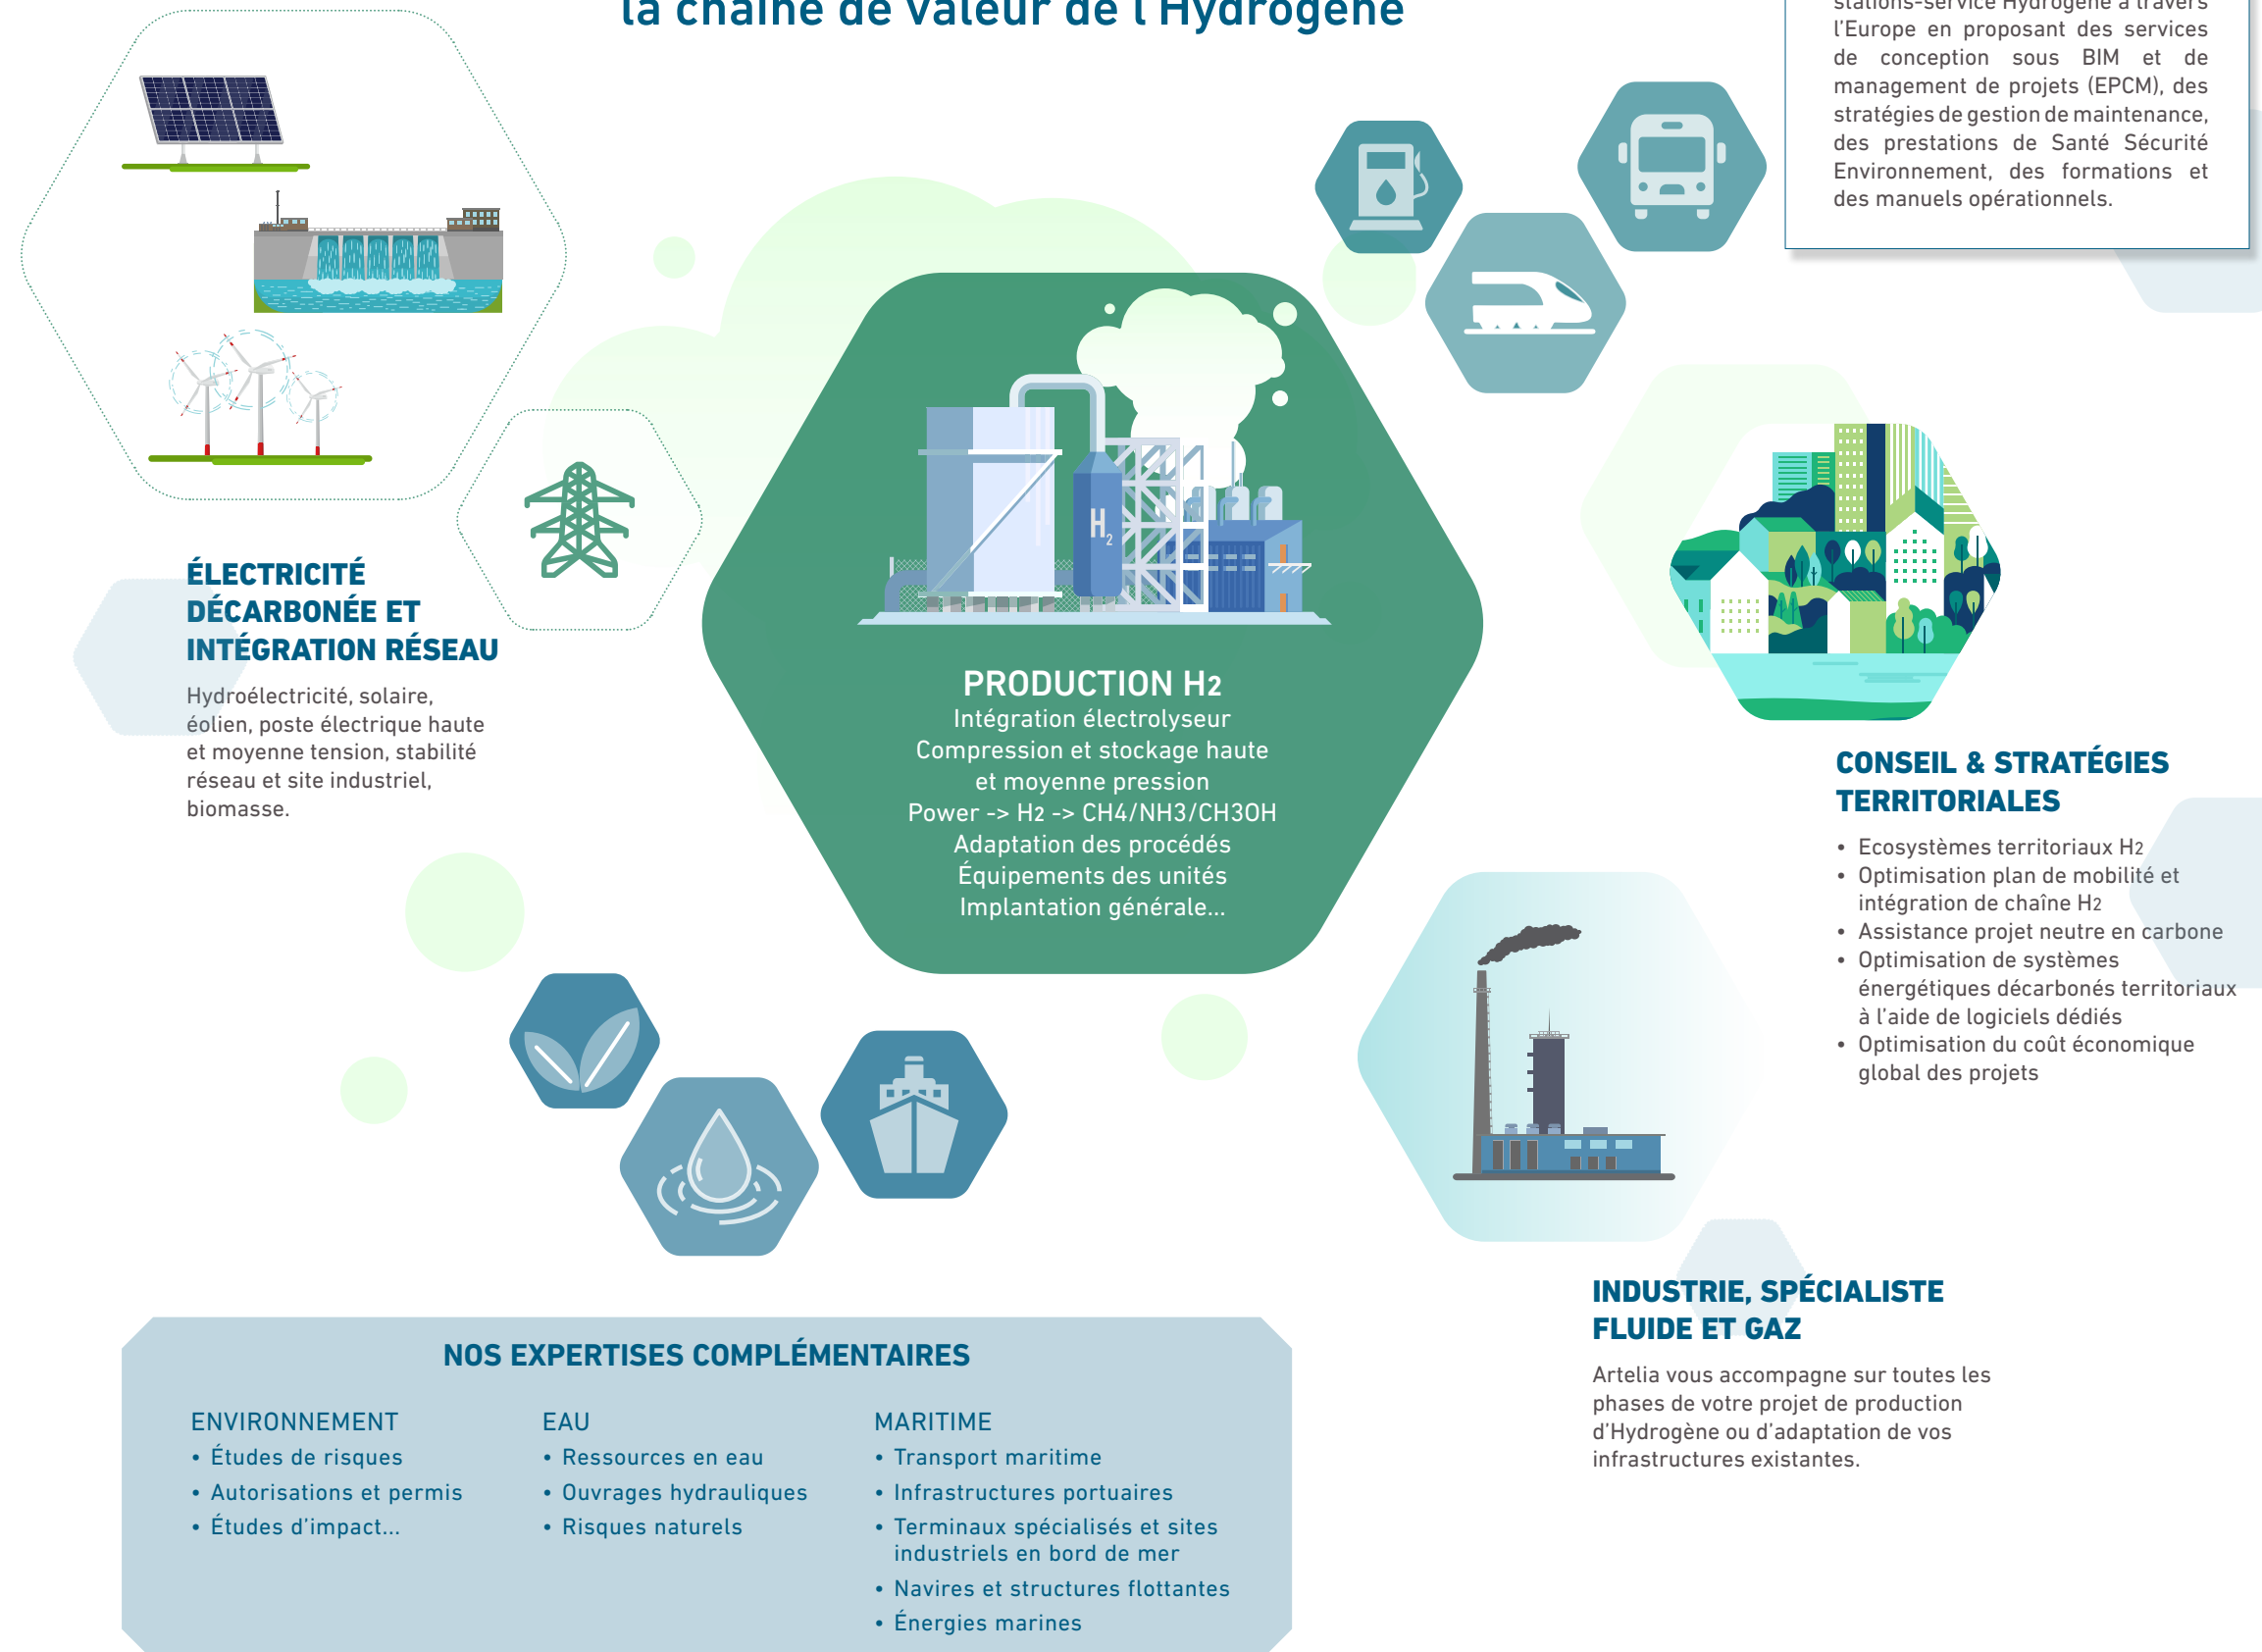 la chaîne de valeur de l'Hydrogène
stations-service Hydrogène à travers
l'Europe en proposant des services
de conception sous BIM et de
management de projets (EPCM), des
stratégies de gestion de maintenance,
des prestations de Santé Sécurité
Environnement, des formations et
des manuels opérationnels.
ÉLECTRICITÉ
DÉCARBONÉE ET
INTÉGRATION RÉSEAU
Hydroélectricité, solaire,
éolien, poste électrique haute
et moyenne tension, stabilité
réseau et site industriel,
biomasse.
H2
PRODUCTION H2
Intégration électrolyseur
Compression et stockage haute
et moyenne pression
Power -> H2 -> CH4/NH3/CH3OH
Adaptation des procédés
Équipements des unités
Implantation générale...
CONSEIL & STRATÉGIES
TERRITORIALES
• Ecosystèmes territoriaux H2
• Optimisation plan de mobilité et
intégration de chaîne H2
• Assistance projet neutre en carbone
• Optimisation de systèmes
énergétiques décarbonés territoriaux
à l'aide de logiciels dédiés
• Optimisation du coût économique
global des projets
INDUSTRIE, SPÉCIALISTE
FLUIDE ET GAZ
Artelia vous accompagne sur toutes les
phases de votre projet de production
d'Hydrogène ou d'adaptation de vos
infrastructures existantes.
NOS EXPERTISES COMPLÉMENTAIRES
ENVIRONNEMENT
• Études de risques
• Autorisations et permis
• Études d'impact...
EAU
• Ressources en eau
• Ouvrages hydrauliques
• Risques naturels
MARITIME
• Transport maritime
• Infrastructures portuaires
• Terminaux spécialisés et sites
industriels en bord de mer
• Navires et structures flottantes
• Énergies marines